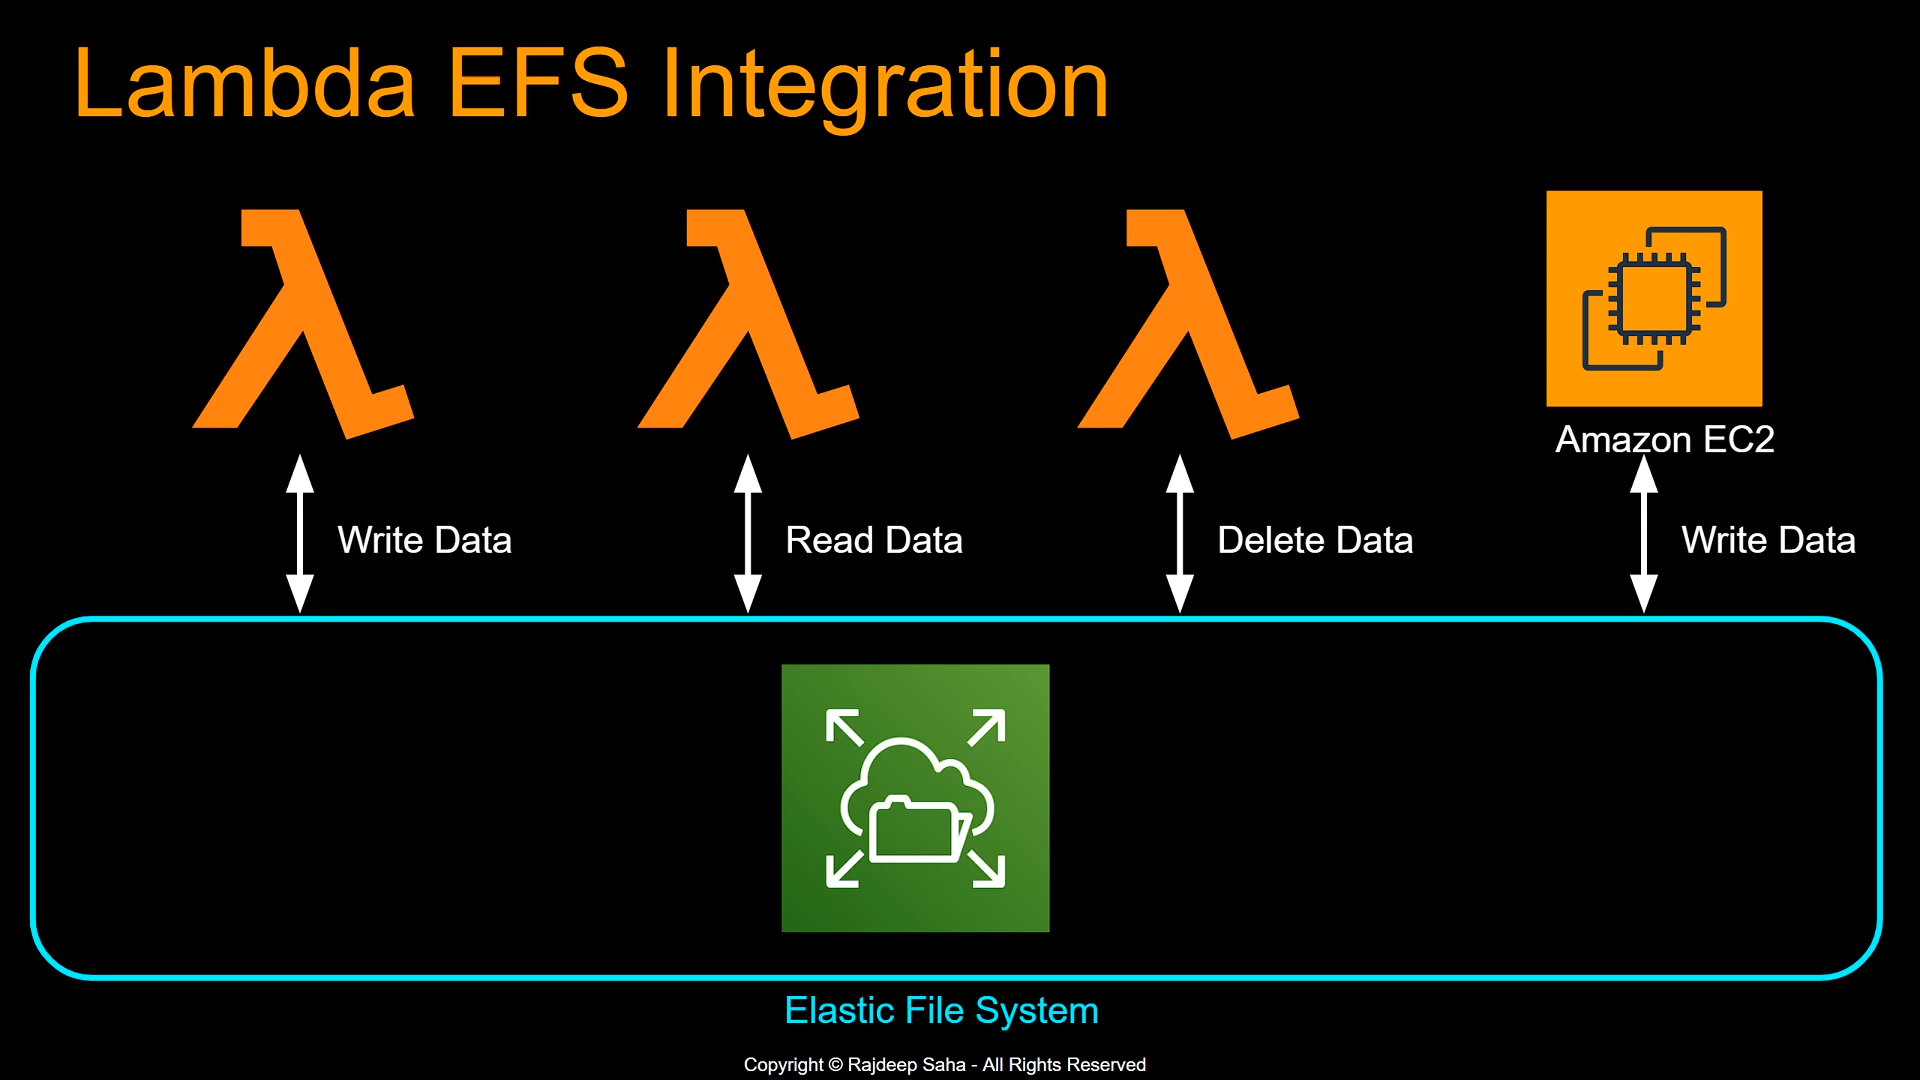 Lambda EFS Integration
Amazon EC2
Write Data
Read Data
Delete Data
Write Data
Elastic File System
Copyright © Rajdeep Saha - All Rights Reserved